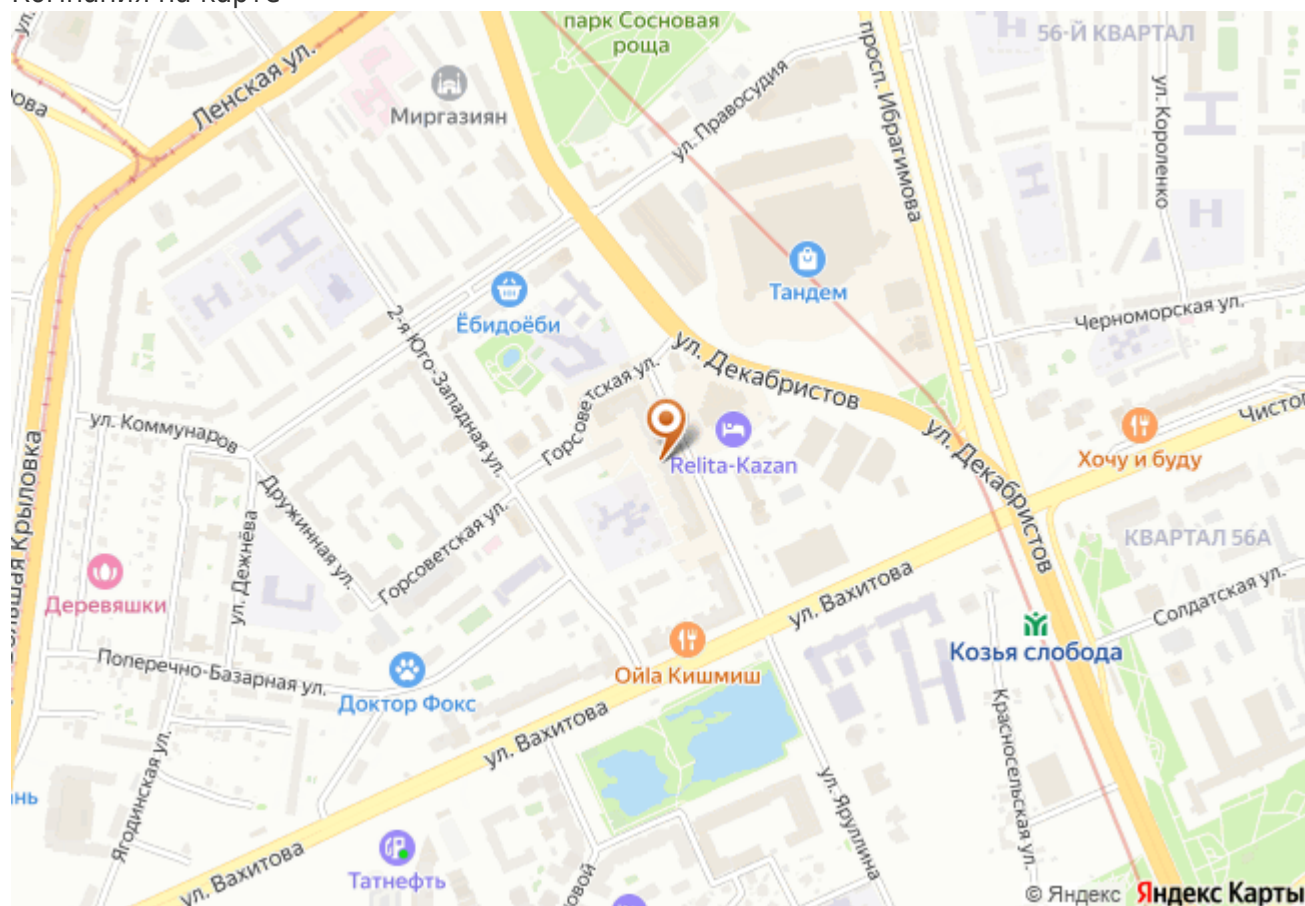 Компания на карте
парк Сосновая
роща
56-Й КВАРТАЛ
просп. Ибрагимова
ул. Короленко
Ленская ул.
Миргазиян
ул. Правосудия
Тандем
Ёбидоёби
2-я Юго-Западная ул.
Черноморская ул.
ул. Декабристов
Горсоветская ул.
ул. Коммунаров
Relita-Kazan
ул. Декабристов
Хочу и буду
Дружинная ул.
ул. Дежнёва
Горсоветская ул.
КВАРТАЛ 56А
Деревяшки
ул. Вахитова
Солдатская ул.
Козья слобода
Поперечно-Базарная ул.
Ойla Кишмиш
Доктор Фокс
ул. Вахитова
Красносельская ул.
Ягодинская ул.
ул. Яруллина
Татнефть
ул. Вахитова
© Яндекс Яндекс Карты